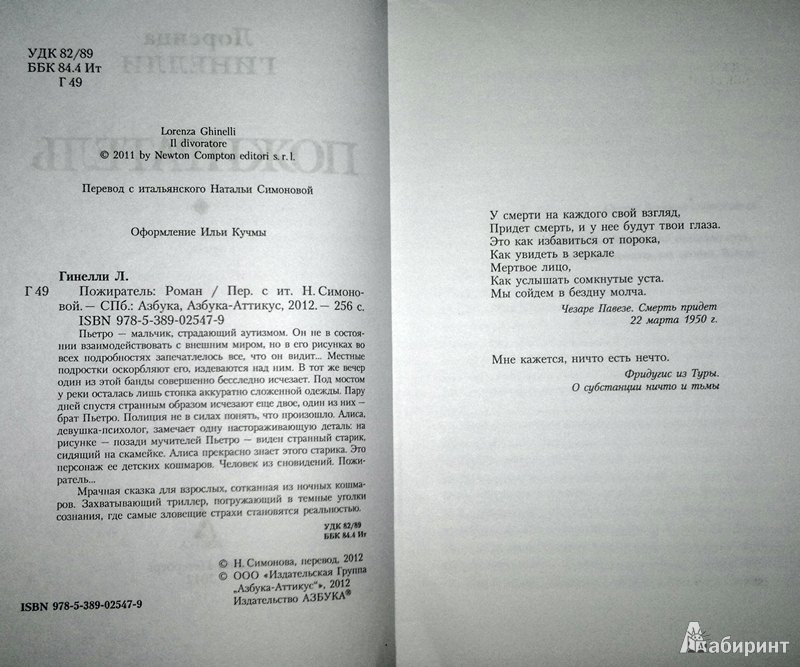 УДК 82/89
ББК 84.4 Ит
Г 49
Лоренца
ГИНЕЛЛИ
ПОЖИРАТЕЛЬ
Lorenza Ghinelli
Il divoratore
© 2011 by Newton Compton editori s. r. l.
Перевод с итальянского Натальи Симоновой
Оформление Ильи Кучмы
Гинелли Л.
Г 49 Пожиратель: Роман / Пер. с ит. Н. Симоно-
вой. — СПб.: Азбука, Азбука-Аттикус, 2012. — 256 с.
ISBN 978-5-389-02547-9
Пьетро — мальчик, страдающий аутизмом. Он не в состоя-
нии взаимодействовать с внешним миром, но в его рисунках во
всех подробностях запечатлелось все, что он видит... Местные
подростки оскорбляют его, издеваются над ним. В тот же вечер
один из этой банды совершенно бесследно исчезает. Под мостом
у реки осталась лишь стопка аккуратно сложенной одежды. Пару
дней спустя странным образом исчезают еще двое, один из них —
брат Пьетро. Полиция не в силах понять, что произошло. Алиса,
девушка-психолог, замечает одну настораживающую деталь: на
рисунке — позади мучителей Пьетро — виден странный старик,
сидящий на скамейке. Алиса прекрасно знает этого старика. Это
персонаж ее детских кошмаров. Человек из сновидений. Пожи-
ратель...
Мрачная сказка для взрослых, сотканная из ночных кошма-
ров. Захватывающий триллер, погружающий в темные уголки
сознания, где самые зловещие страхи становятся реальностью.
УДК 82/89
ББК 84.4 Ит
© Н. Симонова, перевод, 2012
© ООО «Издательская Группа
„Азбука-Аттикус“», 2012
Издательство АЗБУКА®
ISBN 978-5-389-02547-9
У смерти на каждого свой взгляд,
Придет смерть, и у нее будут твои глаза.
Это как избавиться от порока,
Как увидеть в зеркале
Мертвое лицо,
Как услышать сомкнутые уста.
Мы сойдем в бездну молча.
Чезаре Павезе. Смерть придет
22 марта 1950 г.
Мне кажется, ничто есть нечто.
Фридугис из Туры.
О субстанции ничто и тьмы
Лабиринт